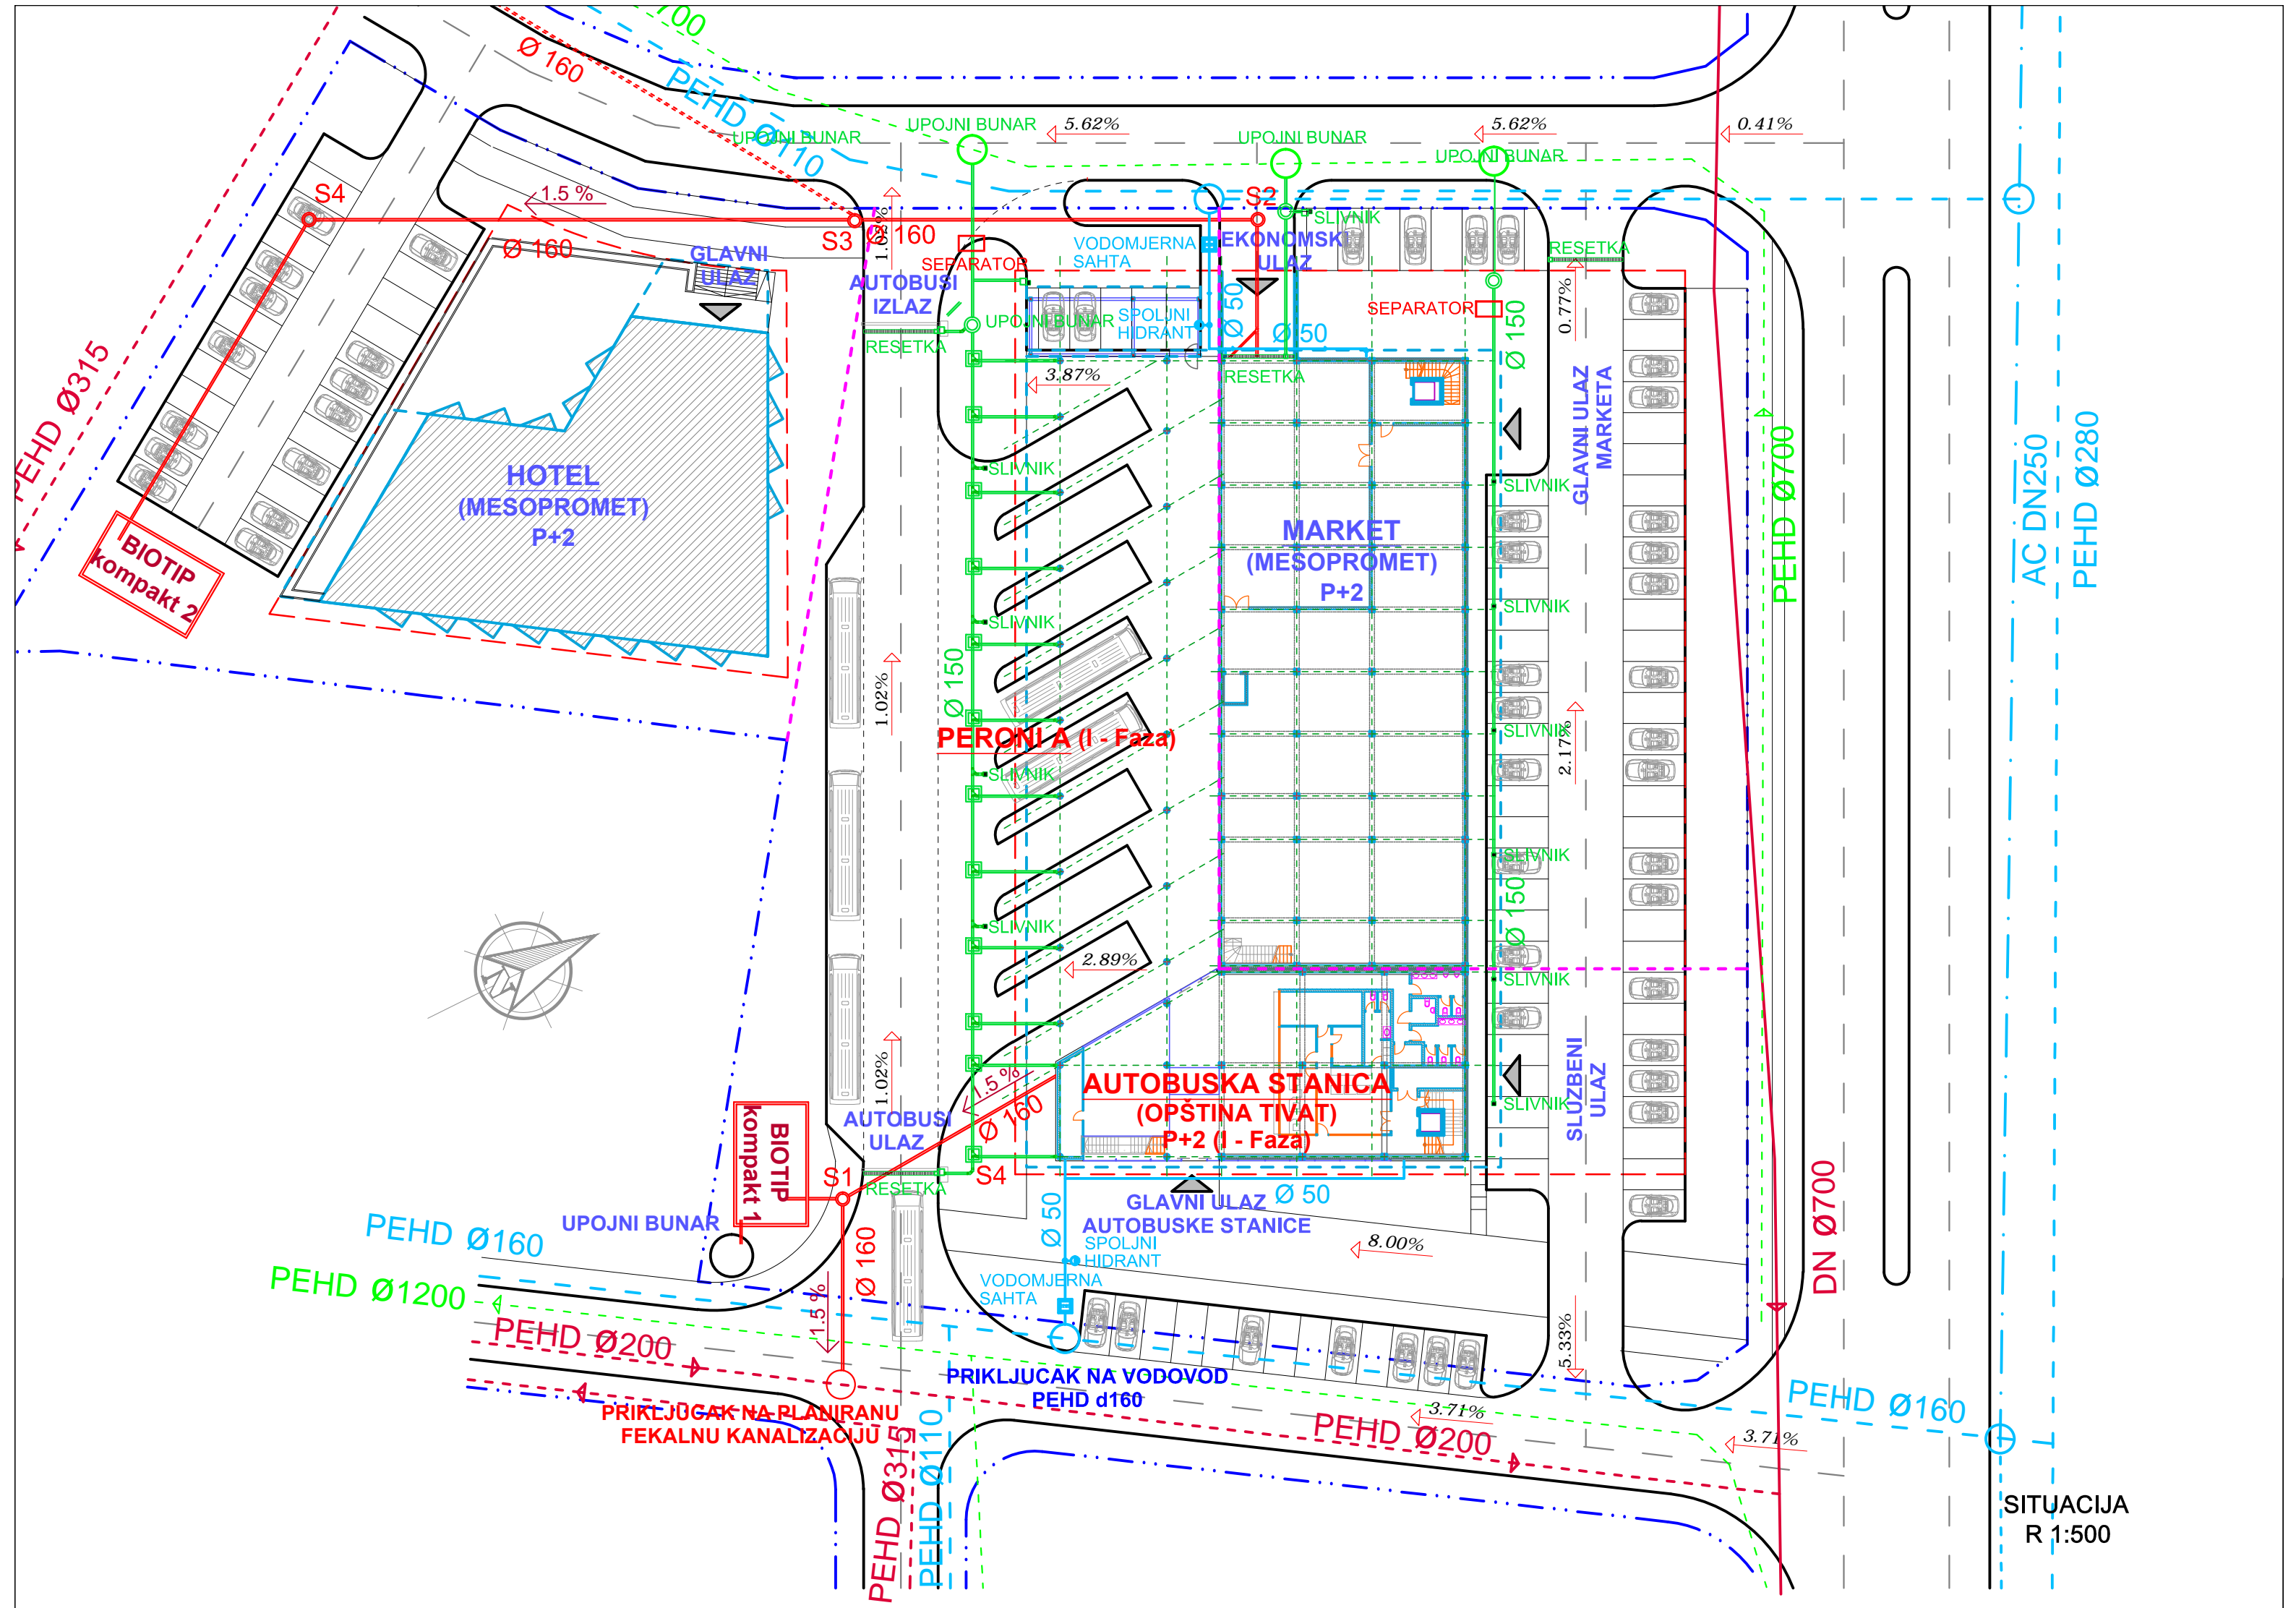 700
Ø 160
PEHD Ø110
UPOJNI BUNAR
UPOJNI BUNAR
5.62%
UPOJNI BUNAR
5.62%
UPOJNI BUNAR
0.41%
S4
1.5 %
Ø 160
S3
Ø 160
1.02%
S2
SLIVNIK
VODOMJERNA
SAHTA
EKONOMSKI
ULAZ
RESETKA
GLAVNI
ULAZ
SEPARATOR
AUTOBUSI
IZLAZ
RESETKA
UPOJNI BUNAR
SPOLJNI
HIDRANT
Ø 50
Ø 50
SEPARATOR
Ø 150
0.77%
3.87%
RESETKA
PEHD Ø315
GLAVNI ULAZ
MARKETA
PEHD Ø700
AC DN250
PEHD Ø280
HOTEL
(MESOPROMET)
P+2
SLIVNIK
SLIVNIK
MARKET
(MESOPROMET)
P+2
BIOTIP
kompakt 2
SLIVNIK
SLIVNIK
Ø 150
1.02%
PERONI A (I - Faza)
SLIVNIK
2.17%
SLIVNIK
SLIVNIK
Ø 150
SLIVNIK
2.89%
SLIVNIK
1.02%
1.5 %
Ø 160
AUTOBUSKA STANICA
(OPŠTINA TIVAT)
P+2 (I - Faza)
SLIVNIK
SLUZBENI
ULAZ
AUTOBUSI
ULAZ
BIOTIP
kompakt 1
S1
RESETKA
S4
UPOJNI BUNAR
GLAVNI ULAZ
AUTOBUSKE STANICE
Ø 50
Ø 50
SPOLJNI
HIDRANT
8.00%
DN Ø700
PEHD Ø160
PEHD Ø1200
PEHD Ø200
1.5 %
Ø 160
VODOMJERNA
SAHTA
5.33%
PRIKLJUCAK NA VODOVOD
PEHD d160
PRIKLJUCAK NA PLANIRANU
FEKALNU KANALIZACIJU
PEHD Ø315
PEHD Ø110
PEHD Ø200
3.71%
PEHD Ø160
3.71%
SITUACIJA
R 1:500